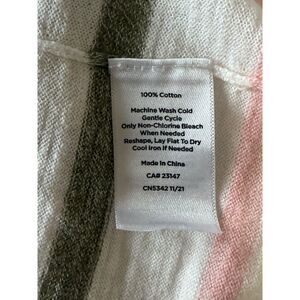 100% Cotton
Machine Wash Cold
Gentle Cycle
Only Non-Chlorine Bleach
When Needed
Reshape, Lay Flat To Dry
Cool Iron If Needed
Made in China
CA# 23147
CN5342 11/21